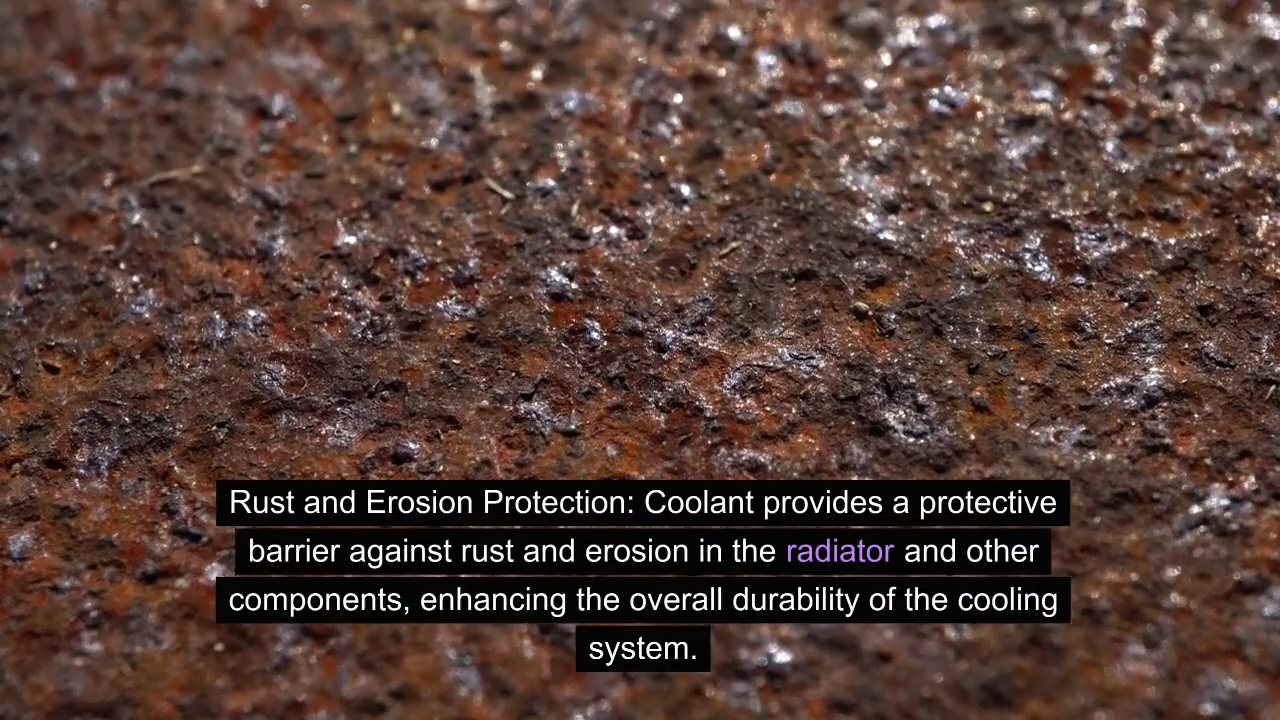 Rust and Erosion Protection: Coolant provides a protective
barrier against rust and erosion in the radiator and other
components, enhancing the overall durability of the cooling
system.